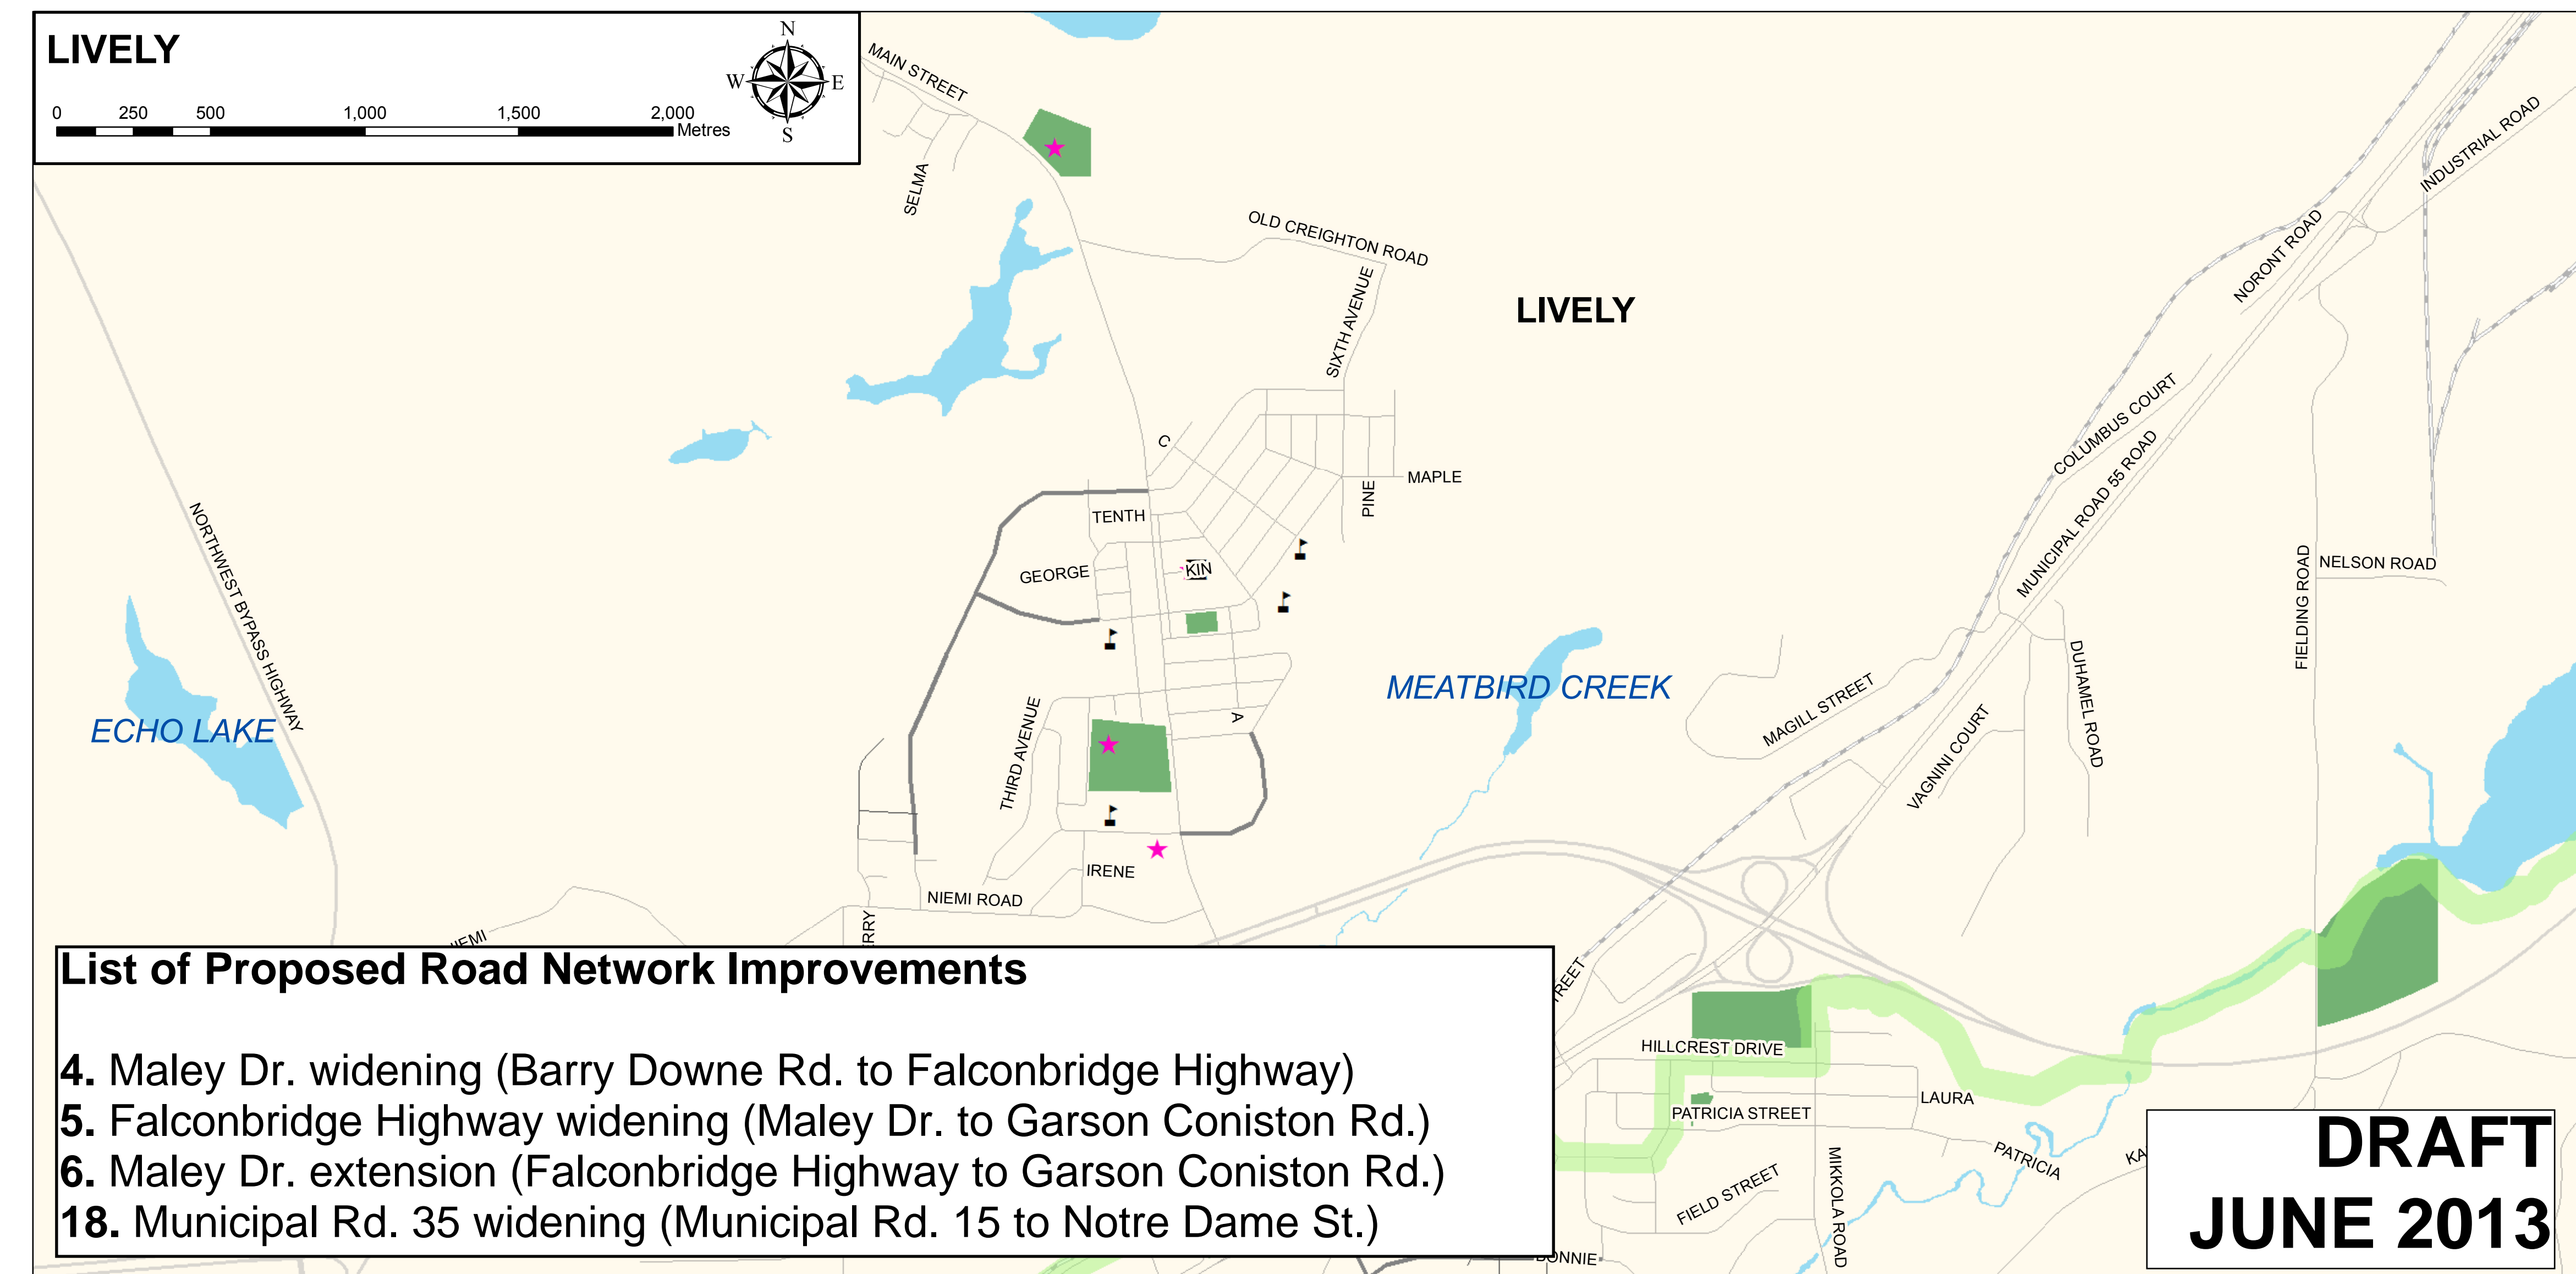 LIVELY
N
W E
S
0 250 500 1,000 1,500 2,000
Metres
MAIN STREET
SELMA
OLD CREIGHTON ROAD
SIXTH AVENUE
LIVELY
INDUSTRIAL ROAD
NORONT ROAD
COLUMBUS COURT
MUNICIPAL ROAD 55 ROAD
C
MAPLE
PINE
TENTH
GEORGE
KIN
NORTHWEST BYPASS HIGHWAY
ECHO LAKE
MEATBIRD CREEK
FIELDING ROAD
NELSON ROAD
DUHAMEL ROAD
MAGILL STREET
VAGNINI COURT
THIRD AVENUE
A
IRENE
NIEMI ROAD
HILLCREST DRIVE
LAURA
PATRICIA STREET
PATRICIA
FIELD STREET
MIKKOLA ROAD
List of Proposed Road Network Improvements
4. Maley Dr. widening (Barry Downe Rd. to Falconbridge Highway)
5. Falconbridge Highway widening (Maley Dr. to Garson Coniston Rd.)
6. Maley Dr. extension (Falconbridge Highway to Garson Coniston Rd.)
18. Municipal Rd. 35 widening (Municipal Rd. 15 to Notre Dame St.)
DRAFT
JUNE 2013